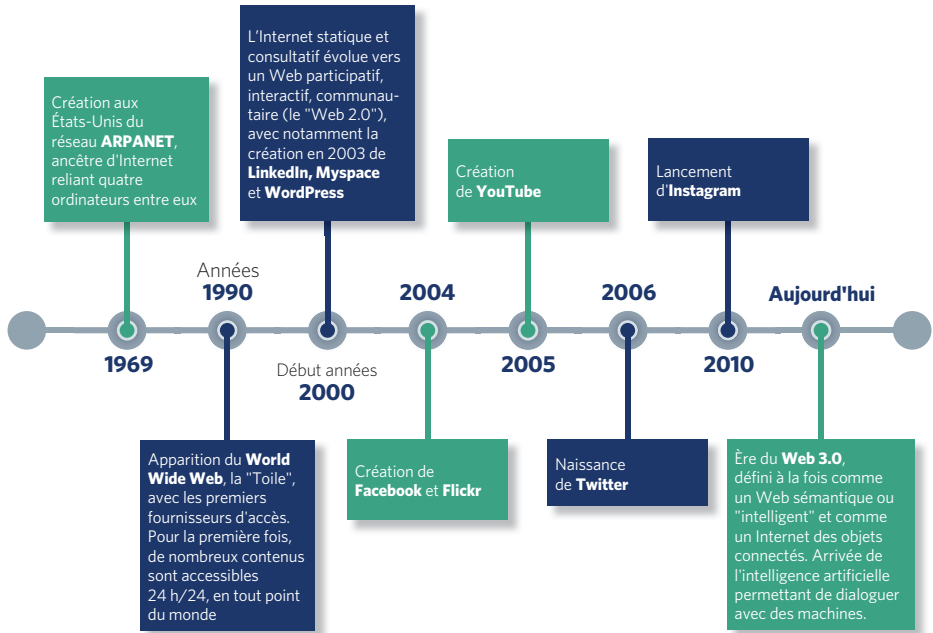 Création aux
États-Unis du
réseau ARPANET,
ancêtre d'Internet
reliant quatre
ordinateurs entre eux
1969
Années
1990
Apparition du World
Wide Web, la "Toile",
avec les premiers
fournisseurs d'accès.
Pour la première fois,
de nombreux contenus
sont accessibles
24 h/24, en tout point
du monde
L'Internet statique et
consultatif évolue vers
un Web participatif,
interactif, communau-
taire (le "Web 2.0"),
avec notamment la
création en 2003 de
LinkedIn, Myspace
et WordPress
Début années
2000
2004
Création de
Facebook et Flickr
Création
de YouTube
2005
2006
Naissance
de Twitter
Lancement
d'Instagram
2010
Aujourd'hui
Ère du Web 3.0,
défini à la fois comme
un Web sémantique ou
"intelligent" et comme
un Internet des objets
connectés. Arrivée de
l'intelligence artificielle
permettant de dialoguer
avec des machines.